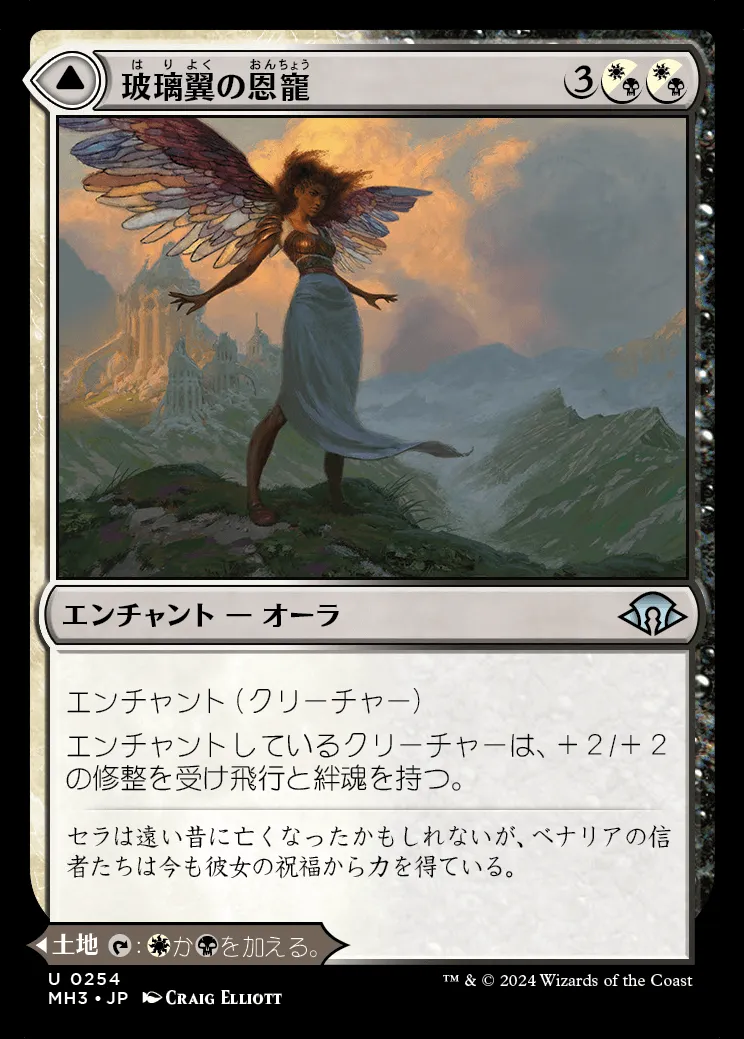 は り よく おんちょう
玻璃翼の恩寵
3
エンチャント — オーラ
エンチャント（クリーチャー）
エンチャントしているクリーチャーは、＋２/＋２
の修整を受け飛行と絆魂を持つ。
セラは遠い昔に亡くなったかもしれないが、ベナリアの信
者たちは今も彼女の祝福から力を得ている。
土地 : か を加える。
U 0254
MH3 • JP CRAIG ELLIOTT
™ & © 2024 Wizards of the Coast